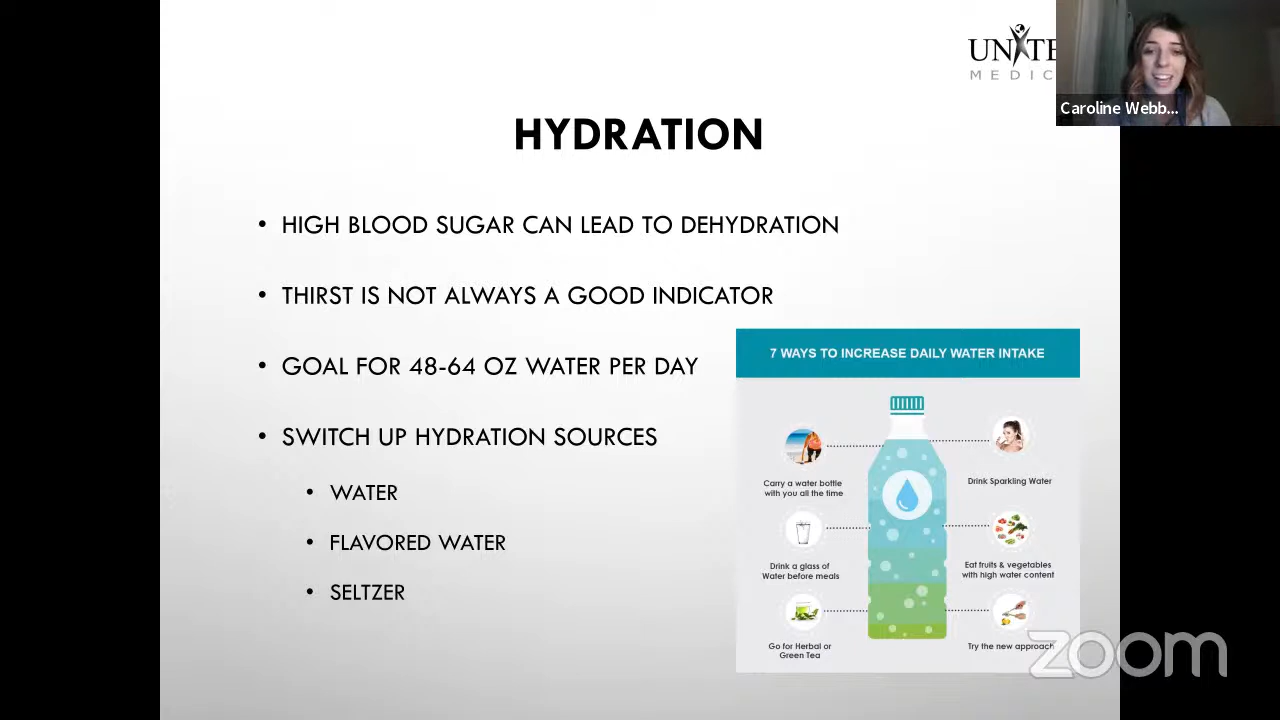 UNITE
MEDIC
Caroline Webb...
HYDRATION
• HIGH BLOOD SUGAR CAN LEAD TO DEHYDRATION
• THIRST IS NOT ALWAYS A GOOD INDICATOR
• GOAL FOR 48-64 OZ WATER PER DAY
• SWITCH UP HYDRATION SOURCES
• WATER
• FLAVORED WATER
• SELTZER
7 WAYS TO INCREASE DAILY WATER INTAKE
Carry a water bottle
with you all the time
Drink Sparkling Water
Drink a glass of
Water before meals
Eat fruits & vegetables
with high water content
Go for Herbal or
Green Tea
Try the new approach
zoom